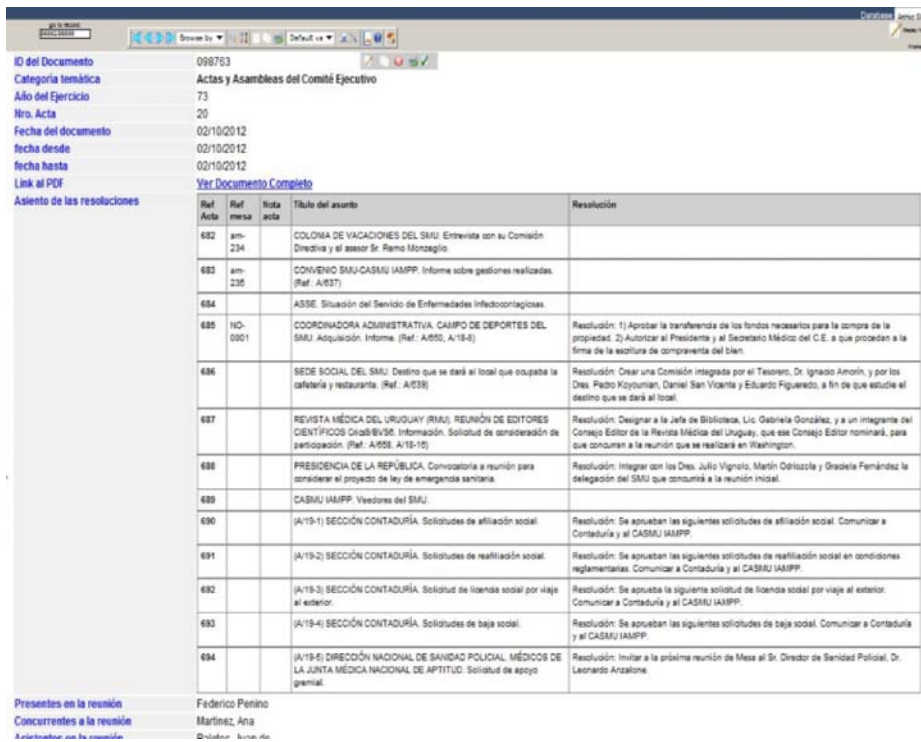 Database
go to record
Browse by
Default vs
ID del Documento 098763
Categoría temática Actas y Asambleas del Comité Ejecutivo
Año del Ejercicio 73
Nro. Acta 20
Fecha del documento 02/10/2012
fecha desde 02/10/2012
fecha hasta 02/10/2012
Link al PDF Ver Documento Completo
Asiento de las resoluciones
Ref Ref Nota Título del asunto Resolución
Acta mesa acta
682 am- COLONIA DE VACACIONES DEL SMU. Entrevista con su Comisión
234 Directiva y el asesor Sr. Remo Monzeglio.
683 am- CONVENIO SMU-CASMU IAMPP. Informe sobre gestiones realizadas.
235 (Ref.: A/637)
684 ASSE. Situación del Servicio de Enfermedades Infectocontagiosas.
685 NO- COORDINADORA ADMINISTRATIVA. CAMPO DE DEPORTES DEL Resolución: 1) Aprobar la transferencia de los fondos necesarios para la compra de la
0001 SMU. Adquisición. Informe. (Ref.: A/650, A/18-8) propiedad. 2) Autorizar al Presidente y al Secretario Médico del C.E. a que procedan a la
firma de la escritura de compraventa del bien.
686 SEDE SOCIAL DEL SMU. Destino que se dará al local que ocupaba la Resolución: Crear una Comisión integrada por el Tesorero, Dr. Ignacio Amorín, y por los
cafetería y restaurante. (Ref.: A/639) Dres. Pedro Koyounian, Daniel San Vicente y Eduardo Figueredo, a fin de que estudie el
destino que se dará al local.
687 REVISTA MÉDICA DEL URUGUAY (RMU). REUNIÓN DE EDITORES Resolución: Designar a la Jefa de Biblioteca, Lic. Gabriela González, y a un integrante del
CIENTÍFICOS Información. Solicitud de consideración de Consejo Editor de la Revista Médica del Uruguay, que ese Consejo Editor nominará, para
participación. (Ref.: A/658, A/18-16) que concurran a la reunión que se realizará en Washington.
688 PRESIDENCIA DE LA REPÚBLICA. Convocatoria a reunión para Resolución: Integrar con los Dres. Julio Vignolo, Martín Odriozola y Graciela Fernández la
considerar el proyecto de ley de emergencia sanitaria. delegación del SMU que concurrirá a la reunión inicial.
689 CASMU IAMPP. Veedores del SMU.
690 (A/19-1) SECCIÓN CONTADURÍA. Solicitudes de afiliación social. Resolución: Se aprueban las siguientes solicitudes de afiliación social. Comunicar a
Contaduría y al CASMU IAMPP.
691 (A/19-2) SECCIÓN CONTADURÍA. Solicitudes de reafiliación social. Resolución: Se aprueban las siguientes solicitudes de reafiliación social en condiciones
reglamentarias. Comunicar a Contaduría y al CASMU IAMPP.
692 (A/19-3) SECCIÓN CONTADURÍA. Solicitud de licencia social por viaje Resolución: Se aprueba la siguiente solicitud de licencia social por viaje al exterior.
al exterior. Comunicar a Contaduría y al CASMU IAMPP.
693 (A/19-4) SECCIÓN CONTADURÍA. Solicitudes de baja social. Resolución: Se aprueban las siguientes solicitudes de baja social. Comunicar a Contaduría
y al CASMU IAMPP.
694 (A/19-5) DIRECCIÓN NACIONAL DE SANIDAD POLICIAL. MÉDICOS DE Resolución: Invitar a la próxima reunión de Mesa al Sr. Director de Sanidad Policial, Dr.
LA JUNTA MÉDICA NACIONAL DE APTITUD. Solicitud de apoyo Leonardo Anzalone.
gremial.
Presentes en la reunión Federico Penino
Concurrentes a la reunión Martinez, Ana
Asistentes en la reunión Juan de